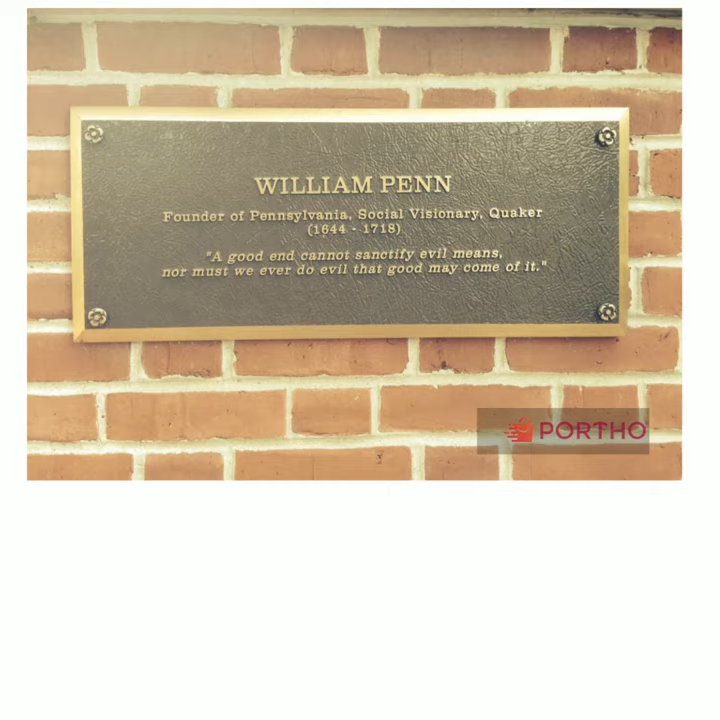 WILLIAM PENN
Founder of Pennsylvania, Social Visionary, Quaker
(1644 - 1718)
"A good end cannot sanctify evil means,
nor must we ever do evil that good may come of it."
PORTHO